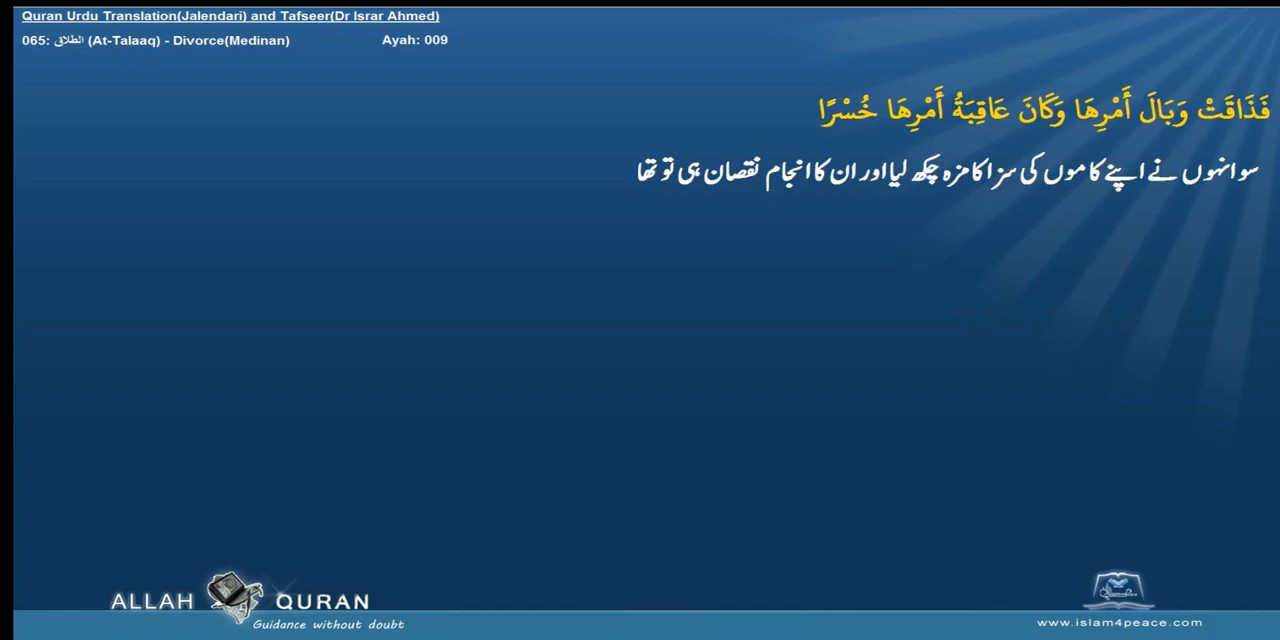 Quran Urdu Translation(Jalendari) and Tafseer(Dr Israr Ahmed)
065: الطلاق (At-Talaaq) - Divorce(Medinan) Ayah: 009
فَذَاقَتْ وَبَالَ أَمْرِهَا وَكَانَ عَاقِبَةُ أَمْرِهَا خُسْرًا
سو انہوں نے اپنے کاموں کی سزا کا مزہ چکھ لیا اور ان کا انجام نقصان ہی تو تھا
ALLAH QURAN
Guidance without doubt
www.islam4peace.com